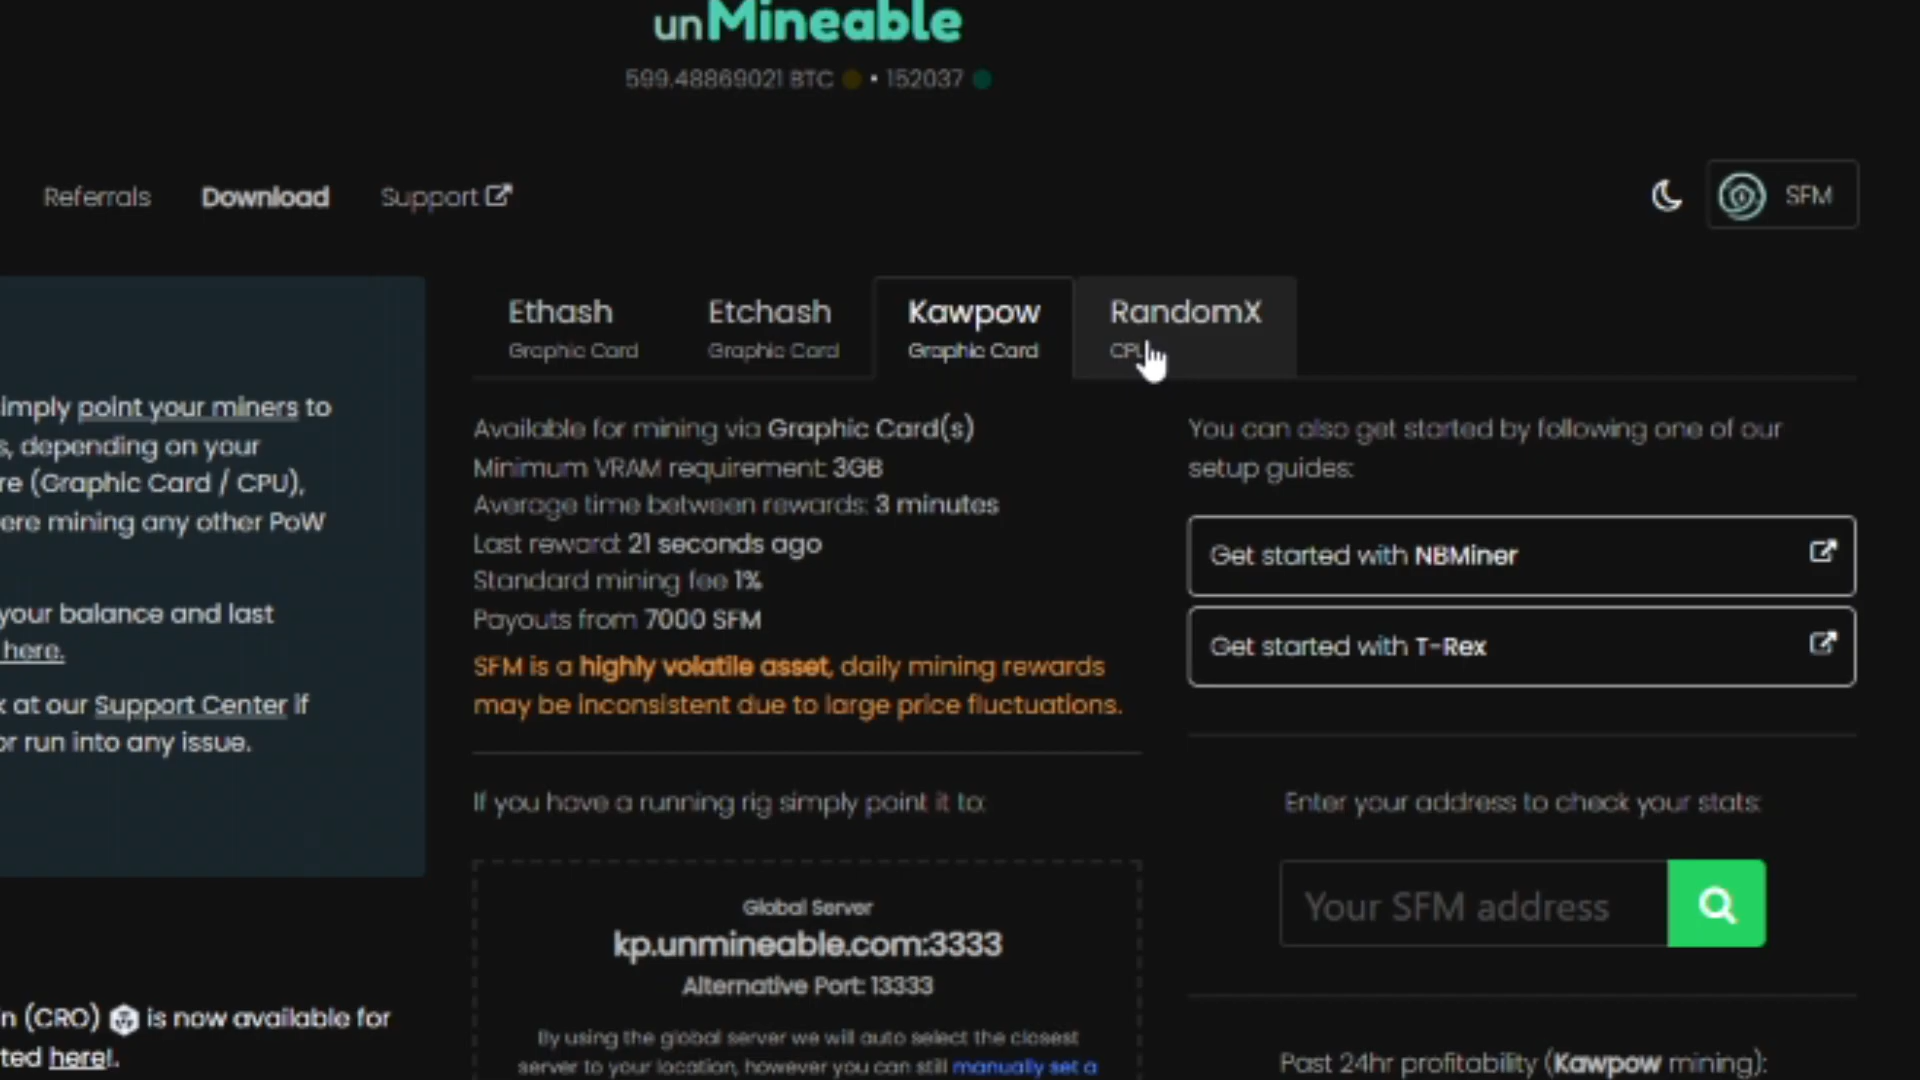 unMineable
599.48869021 BTC • 152037
Referrals Download Support
SFM
Ethash
Graphic Card
Etchash
Graphic Card
Kawpow
Graphic Card
RandomX
CPU
imply point your miners to
s, depending on your
re (Graphic Card / CPU),
ere mining any other PoW
your balance and last
here.
k at our Support Center if
or run into any issue.
n (CRO) is now available for
ted here!.
Available for mining via Graphic Card(s)
Minimum VRAM requirement: 3GB
Average time between rewards: 3 minutes
Last reward: 21 seconds ago
Standard mining fee 1%
Payouts from 7000 SFM
SFM is a highly volatile asset, daily mining rewards
may be inconsistent due to large price fluctuations.
If you have a running rig simply point it to:
Global Server
kp.unmineable.com:3333
Alternative Port: 13333
By using the global server we will auto select the closest
server to your location, however you can still manually set a
You can also get started by following one of our
setup guides:
Get started with NBMiner
Get started with T-Rex
Enter your address to check your stats:
Your SFM address
Past 24hr profitability (Kawpow mining):